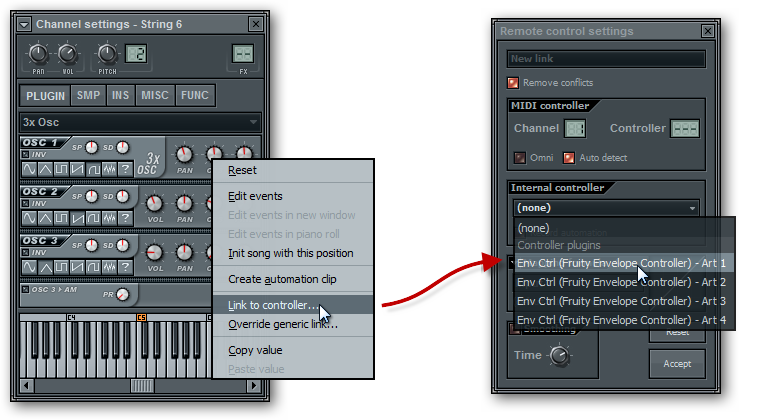 Channel settings - String 6
PAN VOL PITCH 2 FX
PLUGIN SMP INS MISC FUNC
3x Osc
OSC 1 SP SD
INV
3X OSC
PAN
OSC 2 SP SD
INV
VOL
OSC 3 SP SD
INV
VOL
OSC 3 ► AM PR
C4 C5
Reset
Edit events
Edit events in new window
Edit events in piano roll
Init song with this position
Create automation clip
Link to controller...
Override generic link...
Copy value
Paste value
Remote control settings
New link
Remove conflicts
MIDI controller
Channel 1 Controller ---
Omni Auto detect
Internal controller
(none)
(none)
Controller plugins
Env Ctrl (Fruity Envelope Controller) - Art 1
Env Ctrl (Fruity Envelope Controller) - Art 2
Env Ctrl (Fruity Envelope Controller) - Art 3
Env Ctrl (Fruity Envelope Controller) - Art 4
Smoothing
Time
Reset
Accept